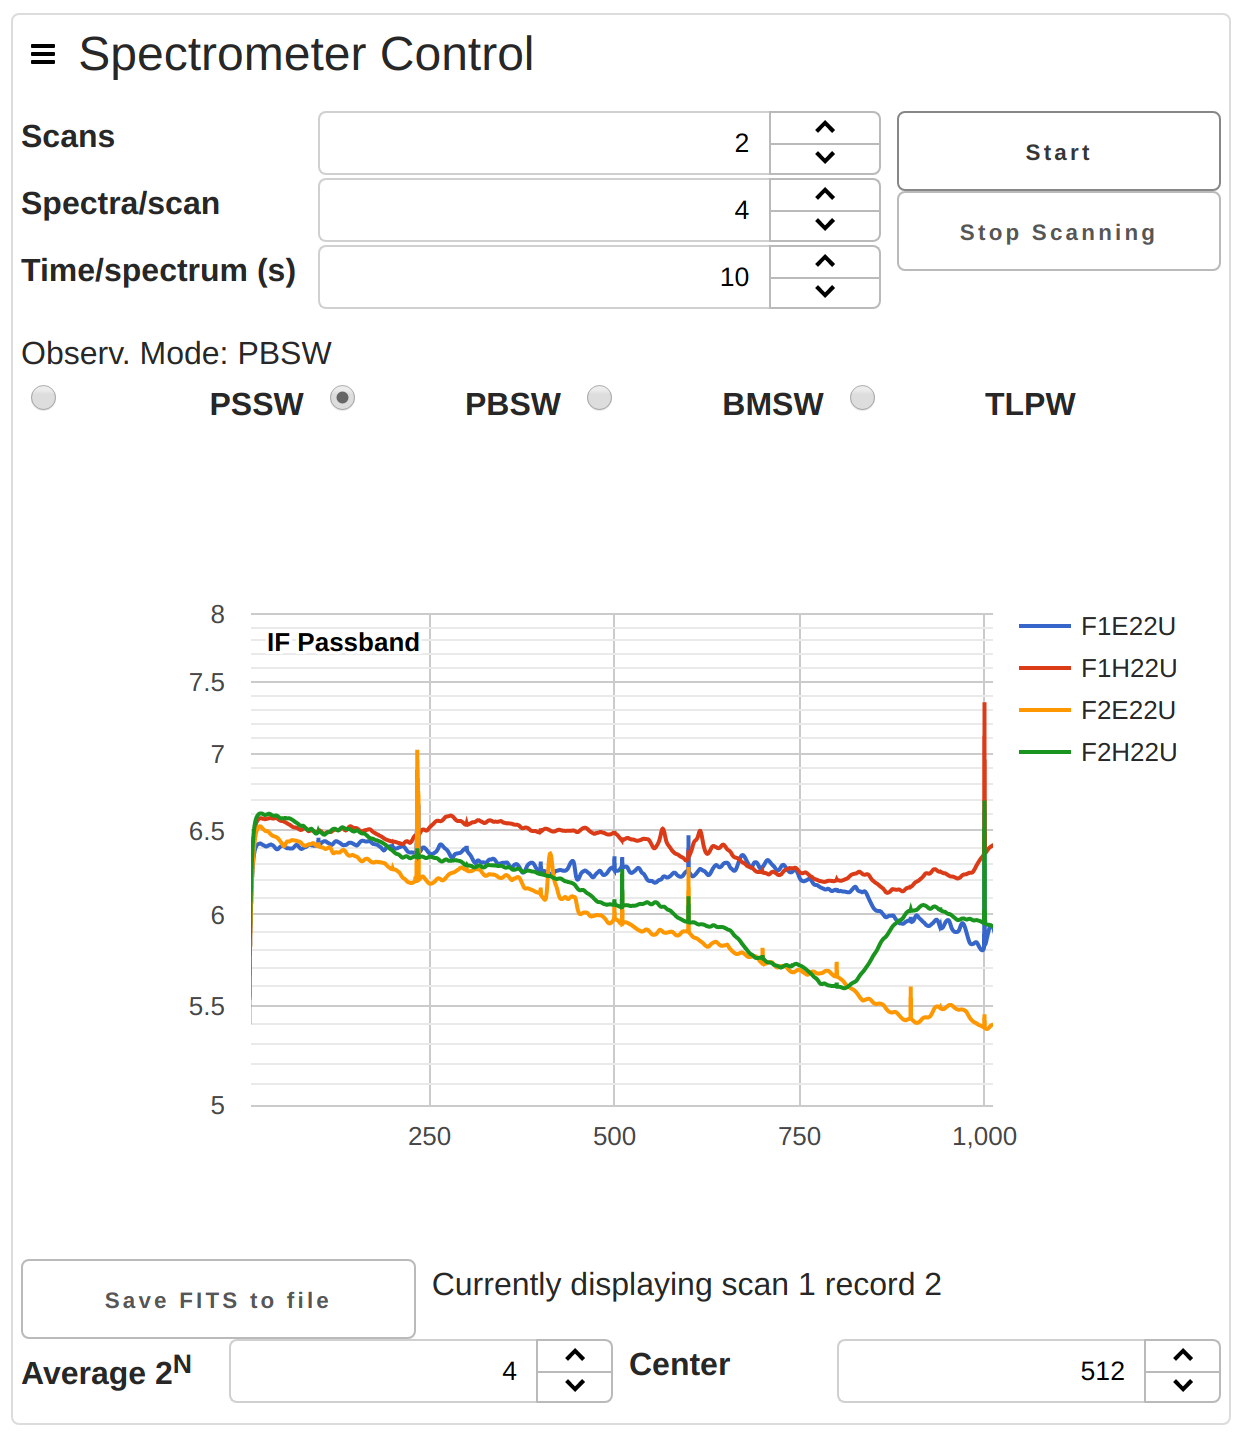 Spectrometer Control
Scans 2 Start
Spectra/scan 4 Stop Scanning
Time/spectrum (s) 10
Observ. Mode: PBSW
PSSW PBSW BMSW TLPW
IF Passband
8
7.5
7
6.5
6
5.5
5
250 500 750 1,000
F1E22U
F1H22U
F2E22U
F2H22U
Save FITS to file Currently displaying scan 1 record 2
Average 2^N 4 Center 512